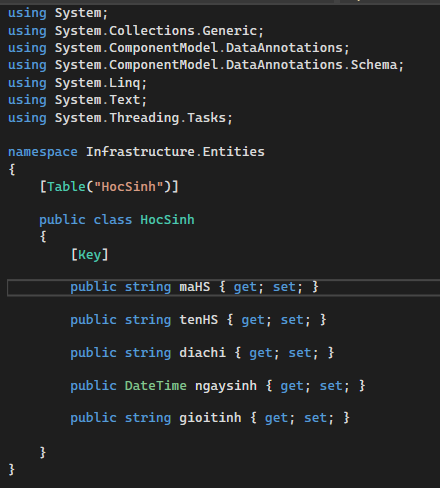 using System;
using System.Collections.Generic;
using System.ComponentModel.DataAnnotations;
using System.ComponentModel.DataAnnotations.Schema;
using System.Linq;
using System.Text;
using System.Threading.Tasks;
namespace Infrastructure.Entities
{
[Table("HocSinh")]
public class HocSinh
{
[Key]
public string maHS { get; set; }
public string tenHS { get; set; }
public string diachi { get; set; }
public DateTime ngaysinh { get; set; }
public string gioitinh { get; set; }
}
}